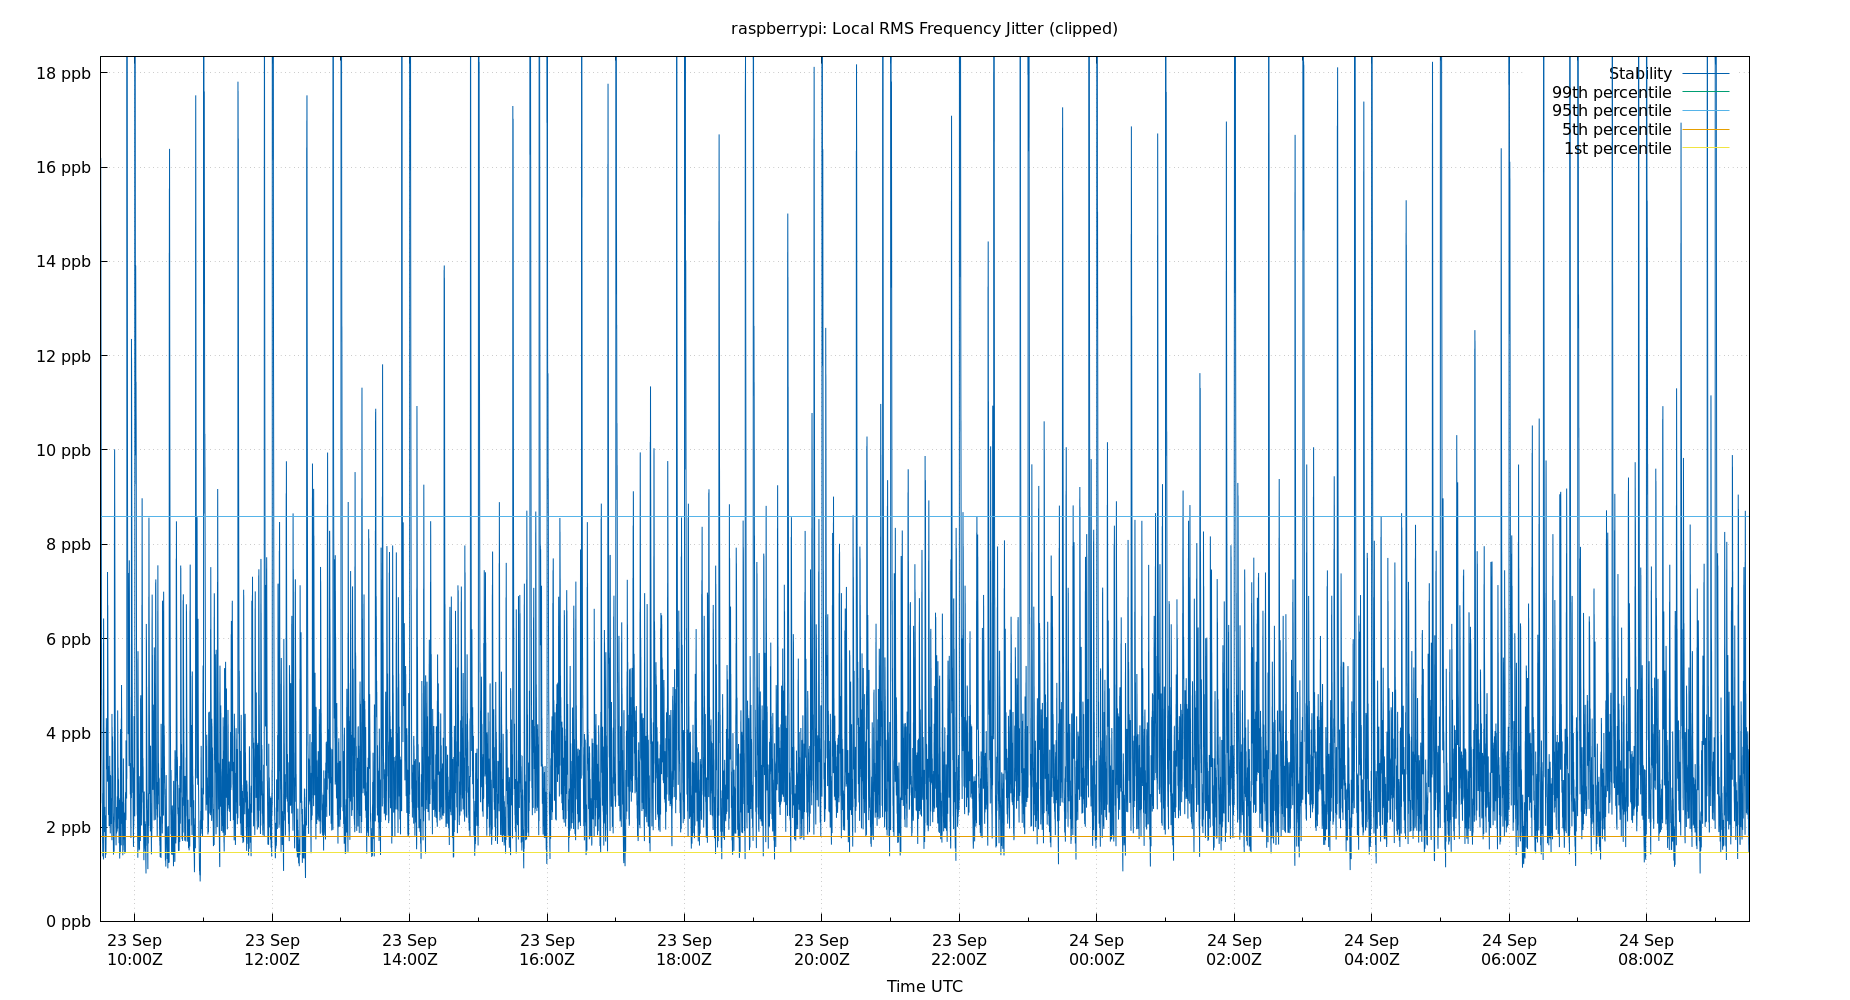 raspberrypi: Local RMS Frequency Jitter (clipped)
18 ppb
16 ppb
14 ppb
12 ppb
10 ppb
8 ppb
6 ppb
4 ppb
2 ppb
0 ppb
Stability
99th percentile
95th percentile
5th percentile
1st percentile
23 Sep 23 Sep 23 Sep 23 Sep 23 Sep 23 Sep 23 Sep 24 Sep 24 Sep 24 Sep 24 Sep 24 Sep
10:00Z 12:00Z 14:00Z 16:00Z 18:00Z 20:00Z 22:00Z 00:00Z 02:00Z 04:00Z 06:00Z 08:00Z
Time UTC